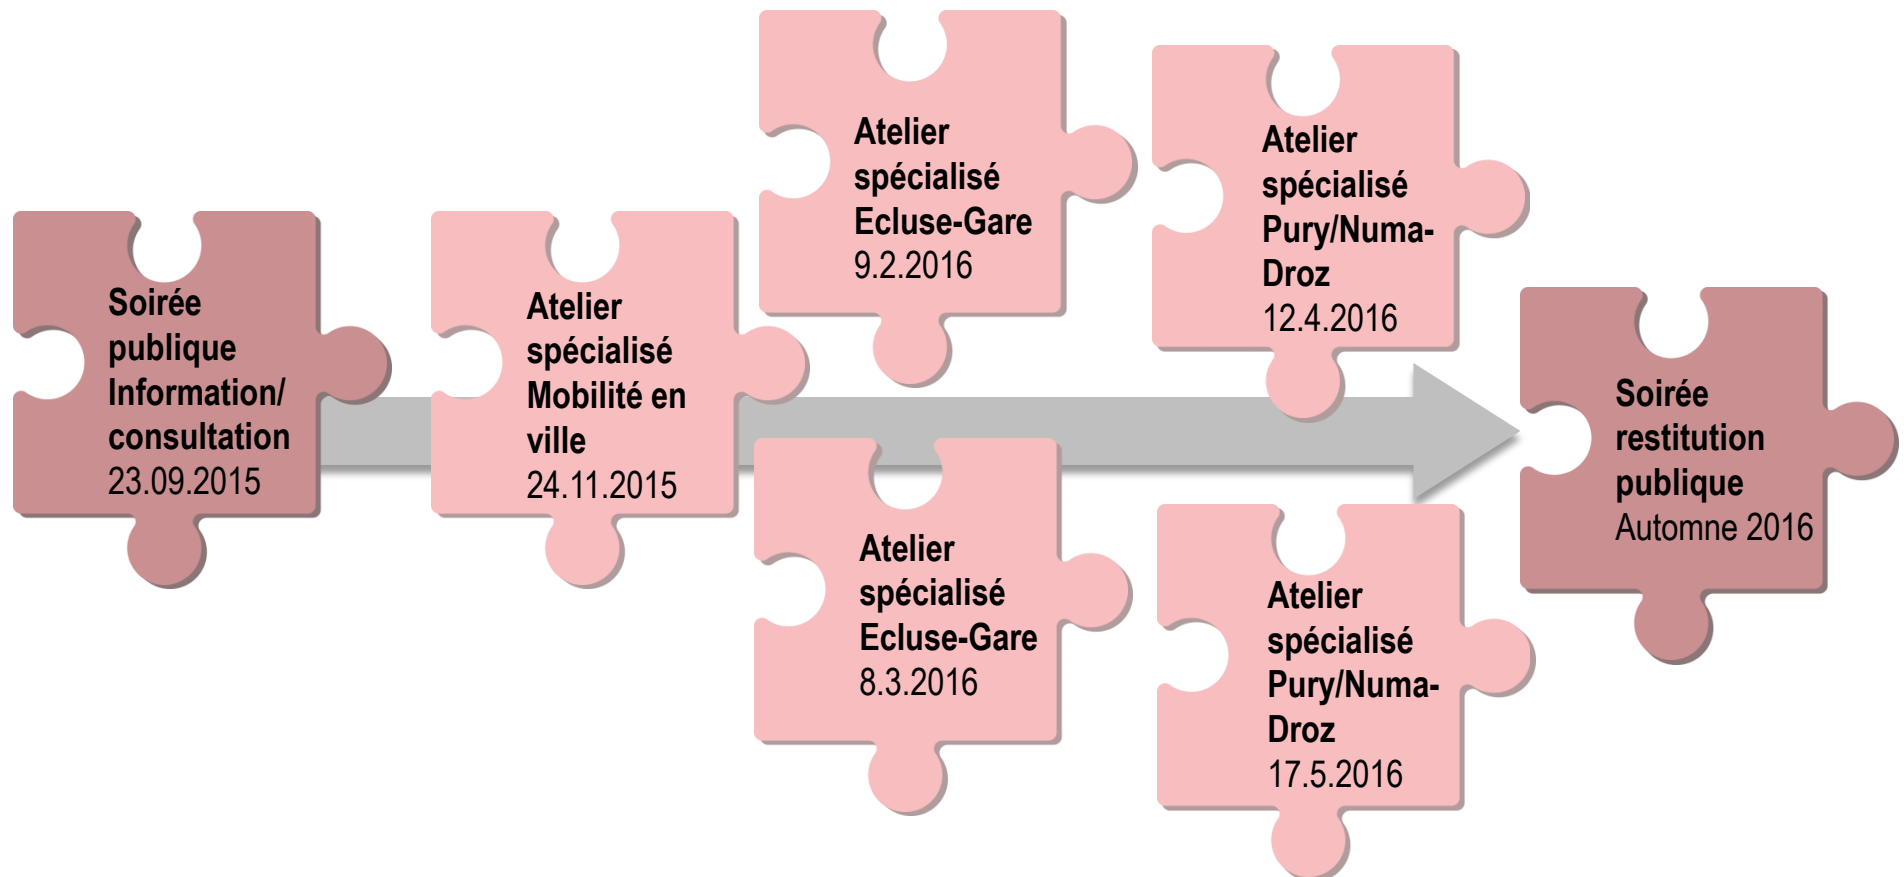 Soirée
publique
Information/
consultation
23.09.2015
Atelier
spécialisé
Mobilité en
ville
24.11.2015
Atelier
spécialisé
Ecluse-Gare
9.2.2016
Atelier
spécialisé
Ecluse-Gare
8.3.2016
Atelier
spécialisé
Pury/Numa-
Droz
12.4.2016
Atelier
spécialisé
Pury/Numa-
Droz
17.5.2016
Soirée
restitution
publique
Automne 2016